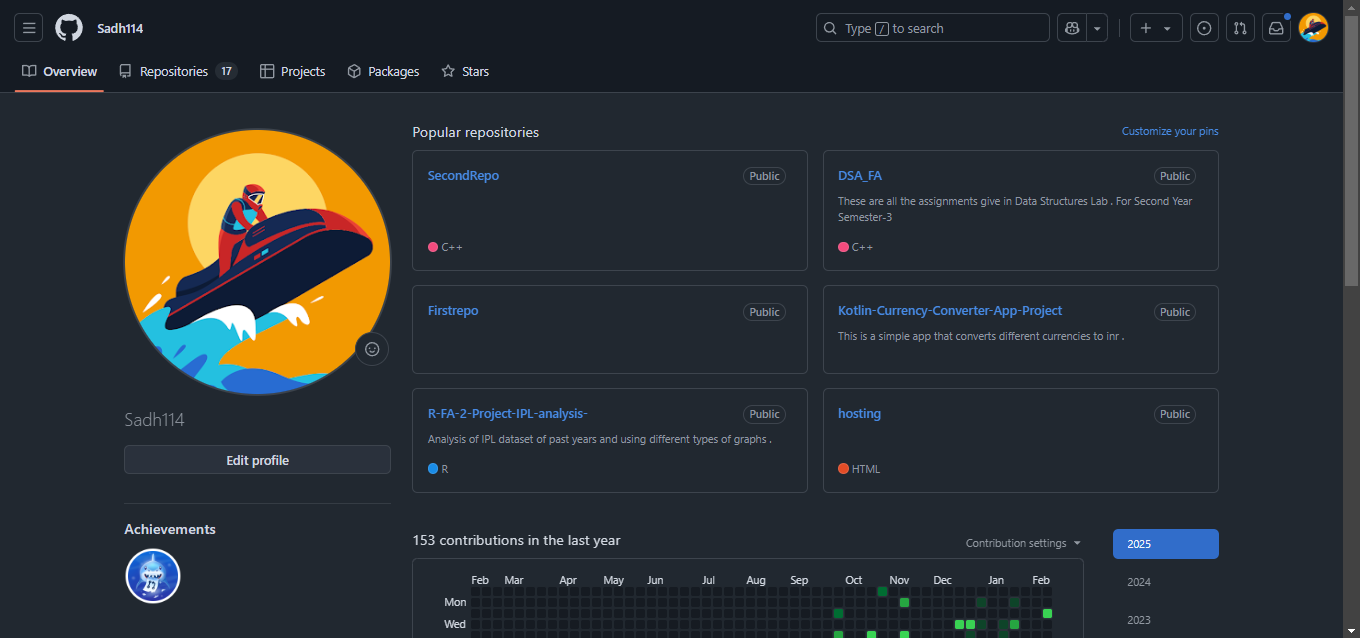 Sadh114
Type / to search
Overview
Repositories 17
Projects
Packages
Stars
Sadh114
Edit profile
Achievements
Popular repositories
Customize your pins
SecondRepo
Public
C++
DSA_FA
Public
These are all the assignments give in Data Structures Lab . For Second Year
Semester-3
C++
Firstrepo
Public
Kotlin-Currency-Converter-App-Project
Public
This is a simple app that converts different currencies to inr .
R-FA-2-Project-IPL-analysis-
Public
Analysis of IPL dataset of past years and using different types of graphs .
R
hosting
Public
HTML
153 contributions in the last year
Contribution settings
Feb Mar Apr May Jun Jul Aug Sep Oct Nov Dec Jan Feb
Mon
Wed
2025
2024
2023